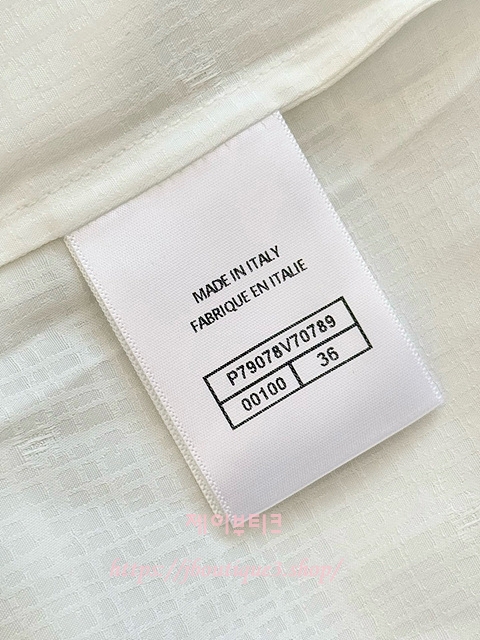 MADE IN ITALY
FABRIQUE EN ITALIE
P79078V70789
00100 36